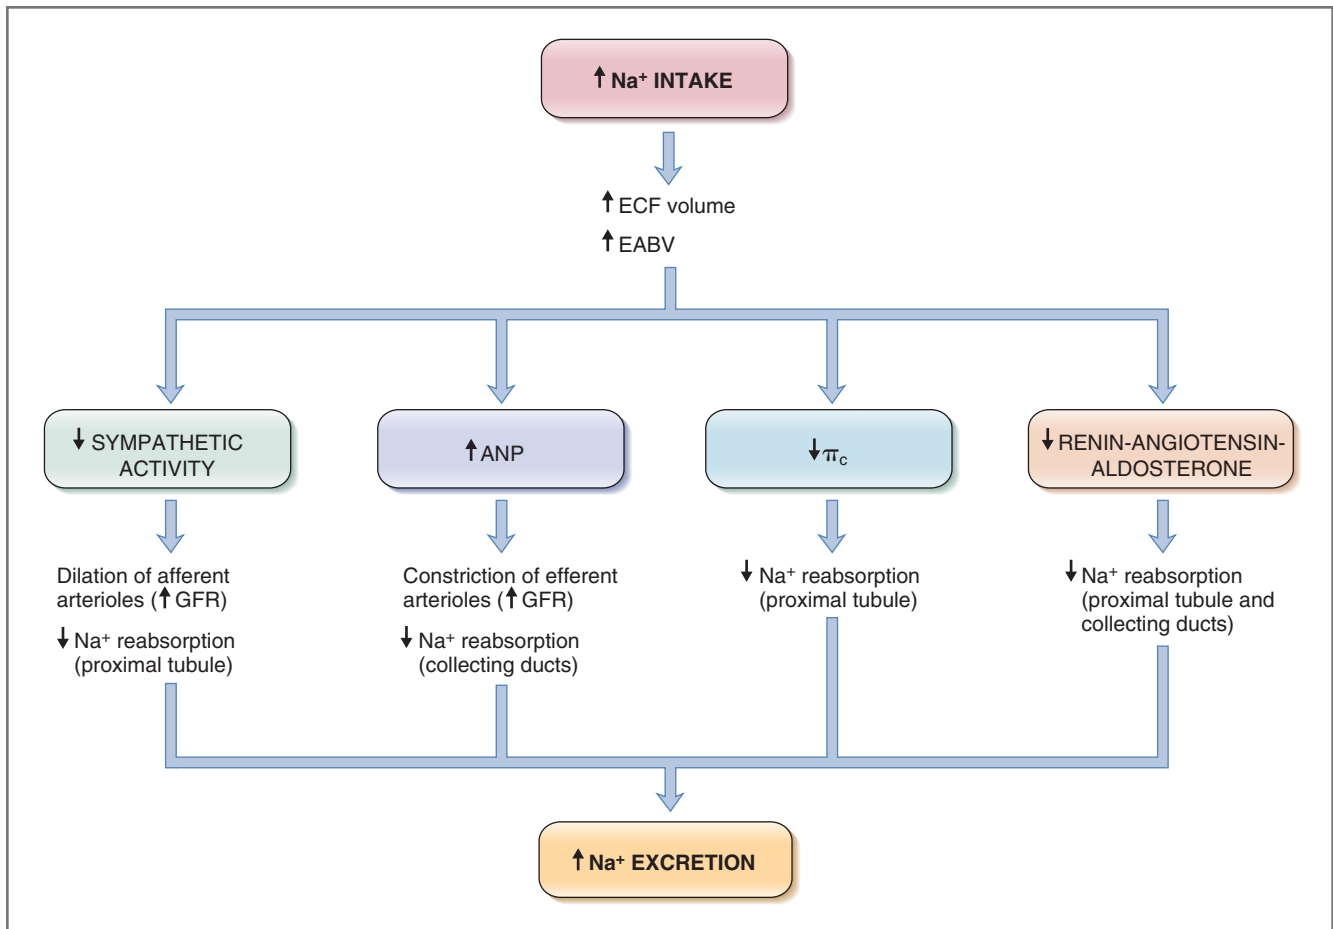 ↑ Na⁺ INTAKE
↑ ECF volume
↑ EABV
↓ SYMPATHETIC
ACTIVITY
↑ ANP
↓ πc
↓ RENIN-ANGIOTENSIN-
ALDOSTERONE
Dilation of afferent
arterioles (↑ GFR)
↓ Na⁺ reabsorption
(proximal tubule)
Constriction of efferent
arterioles (↑ GFR)
↓ Na⁺ reabsorption
(collecting ducts)
↓ Na⁺ reabsorption
(proximal tubule)
↓ Na⁺ reabsorption
(proximal tubule and
collecting ducts)
↑ Na⁺ EXCRETION